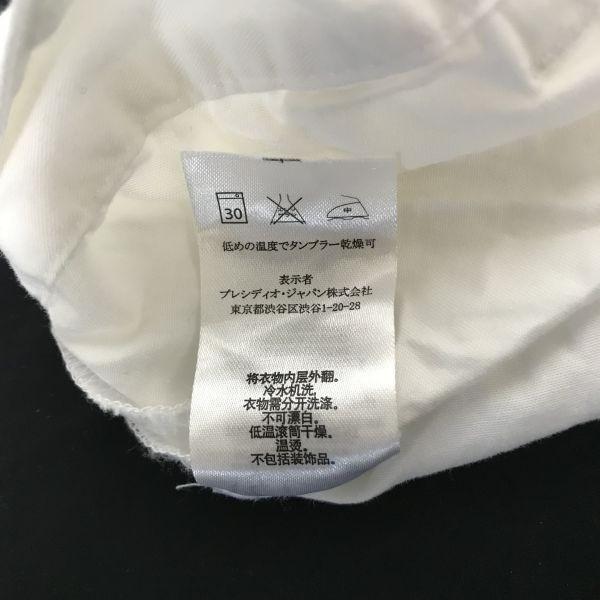 30
中
低めの温度でタンブラー乾燥可
表示者
プレシディオ・ジャパン株式会社
東京都渋谷区渋谷1-20-28
将衣物内层外翻。
冷水机洗,
衣物需分开洗涤。
不可漂白。
低温滚筒干燥。
温烫。
不包括装饰品。